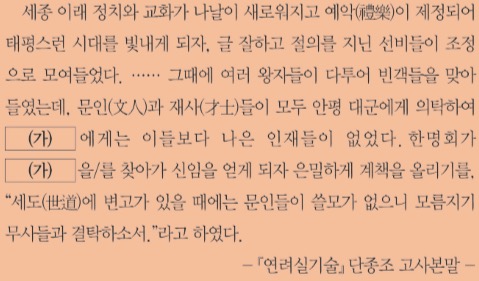 세종 이래 정치와 교화가 나날이 새로워지고 예악(禮樂)이 제정되어
태평스런 시대를 빛내게 되자, 글 잘하고 절의를 지닌 선비들이 조정
으로 모여들었다. …… 그때에 여러 왕자들이 다투어 빈객들을 맞아
들였는데, 문인(文人)과 재사(才士)들이 모두 안평 대군에게 의탁하여
(가) 에게는 이들보다 나은 인재들이 없었다. 한명회가
(가) 을/를 찾아가 신임을 얻게 되자 은밀하게 계책을 올리기를,
“세도(世道)에 변고가 있을 때에는 문인들이 쓸모가 없으니 모름지기
무사들과 결탁하소서.”라고 하였다.
– 『연려실기술』 단종조 고사본말 –